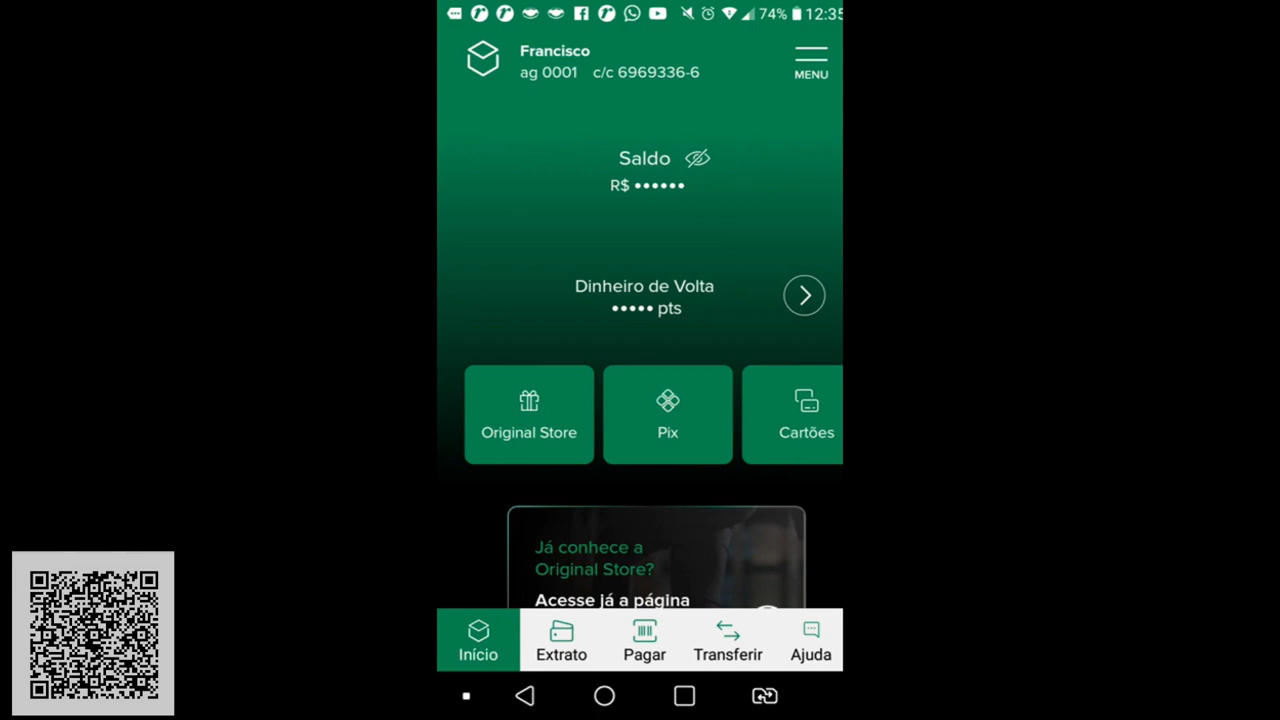 74% 12:35
Francisco
ag 0001 c/c 6969336-6
MENU
Saldo
R$ ••••••
Dinheiro de Volta
••••• pts
Original Store
Pix
Cartões
Já conhece a
Original Store?
Acesse já a página
Início
Extrato
Pagar
Transferir
Ajuda